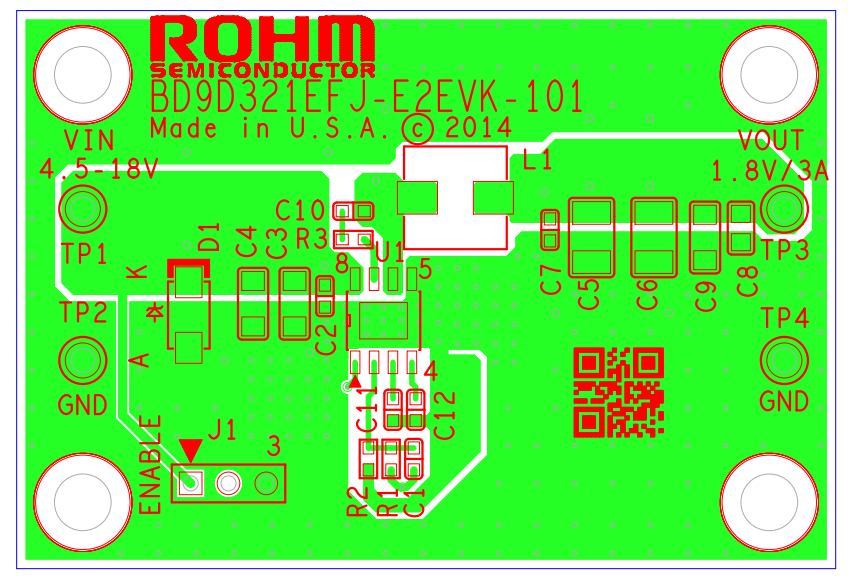 ROHM
SEMICONDUCTOR
BD9D321EFJ-E2EVK-101
Made in U.S.A. © 2014
VIN
4.5-18V
TP1
VOUT
1.8V/3A
TP3
L1
C10
R3
U1
8
5
D1
C4
C3
C2
K
A
C7
C5
C6
C9
C8
TP2
GND
TP4
GND
4
C11
C12
J1
3
ENABLE
R2
R1
C1